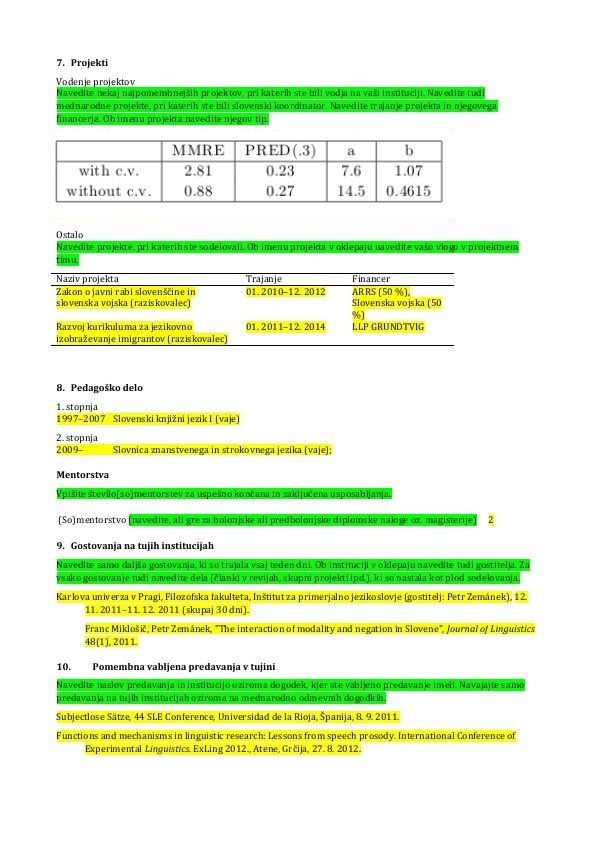 7. Projekti
Vodenje projektov
Navedite nekaj najpomembnejših projektov, pri katerih ste bili vodja na vaši instituciji. Navedite tudi
mednarodne projekte, pri katerih ste bili slovenski koordinator. Navedite trajanje projekta in njegovega
financerja. Ob imenu projekta navedite njegov tip.
MMRE PRED(.3) a b
with c.v. 2.81 0.23 7.6 1.07
without c.v. 0.88 0.27 14.5 0.4615
Ostalo
Navedite projekte, pri katerih ste sodelovali. Ob imenu projekta v oklepaju navedite vašo vlogo v projektnem
timu.
Naziv projekta Trajanje Financer
Zakon o javni rabi slovenščine in 01. 2010–12. 2012 ARRS (50 %),
slovenska vojska (raziskovalec) Slovenska vojska (50
%)
Razvoj kurikuluma za jezikovno 01. 2011–12. 2014 LLP GRUNDTVIG
izobraževanje imigrantov (raziskovalec)
8. Pedagoško delo
1. stopnja
1997–2007 Slovenski knjižni jezik I (vaje)
2. stopnja
2009– Slovnica znanstvenega in strokovnega jezika (vaje);
Mentorstva
Vpišite število(so)mentorstev za uspešno končana in zaključena usposabljanja.
(So)mentorstvo (navedite, ali gre za bolonjske ali predbolonjske diplomske naloge oz. magisterije) 2
9. Gostovanja na tujih institucijah
Navedite samo daljša gostovanja, ki so trajala vsaj teden dni. Ob instituciji v oklepaju navedite tudi gostitelja. Za
vsako gostovanje tudi navedite dela (članki v revijah, skupni projekti ipd.), ki so nastala kot plod sodelovanja.
Karlova univerza v Pragi, Filozofska fakulteta, Inštitut za primerjalno jezikoslovje (gostitelj: Petr Zemánek), 12.
11. 2011–11. 12. 2011 (skupaj 30 dni).
Franc Miklošič, Petr Zemánek, "The interaction of modality and negation in Slovene", Journal of Linguistics
48(1), 2011.
10. Pomembna vabljena predavanja v tujini
Navedite naslov predavanja in institucijo oziroma dogodek, kjer ste vabljeno predavanje imeli. Navajajte samo
predavanja na tujih institucijah oziroma na mednarodno odmevnih dogodkih.
Subjectlose Sätze, 44 SLE Conference, Universidad de la Rioja, Španija, 8. 9. 2011.
Functions and mechanisms in linguistic research: Lessons from speech prosody. International Conference of
Experimental Linguistics. ExLing 2012., Atene, Grčija, 27. 8. 2012.